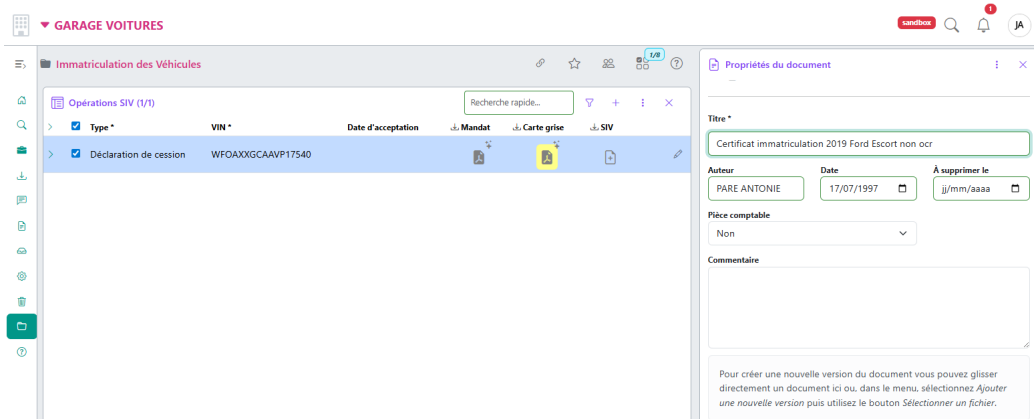 GARAGE VOITURES
sandbox
1
JA
Immatriculation des Véhicules
1/8
Opérations SIV (1/1)
Recherche rapide...
Type * VIN * Date d'acceptation Mandat Carte grise SIV
Déclaration de cession WFOAXXGCAAVP17540
Propriétés du document
Titre *
Certificat immatriculation 2019 Ford Escort non ocr
Auteur Date À supprimer le
PARE ANTONIE 17/07/1997 jj/mm/aaaa
Pièce comptable
Non
Commentaire
Pour créer une nouvelle version du document vous pouvez glisser
directement un document ici ou, dans le menu, sélectionnez Ajouter
une nouvelle version puis utilisez le bouton Sélectionner un fichier.